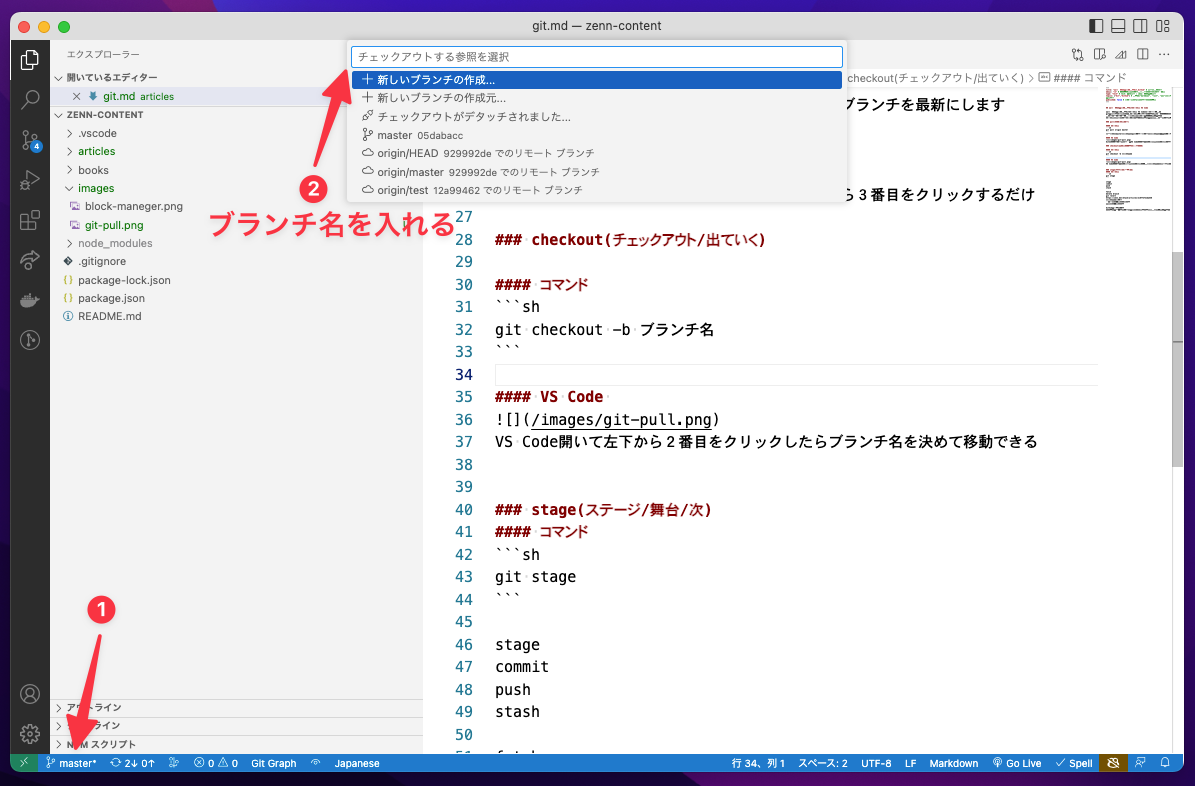 git.md — zenn-content
エクスプローラー
開いているエディター
git.md articles
ZENN-CONTENT
.vscode
articles
books
images
block-maneger.png
git-pull.png
node_modules
.gitignore
package-lock.json
package.json
README.md
4
チェックアウトする参照を選択
新しいブランチの作成...
新しいブランチの作成元...
チェックアウトがデタッチされました...
master 05dabacc
origin/HEAD 929992de でのリモート ブランチ
origin/master 929992de でのリモート ブランチ
origin/test 12a99462 でのリモート ブランチ
2
ブランチ名を入れる
checkout(チェックアウト/出ていく) > #### コマンド
ブランチを最新にします
ら3番目をクリックするだけ
27
28 ### checkout(チェックアウト/出ていく)
29
30 #### コマンド
31 ```sh
32 git checkout -b ブランチ名
33 ```
34
35 #### VS Code
36 ![](/images/git-pull.png)
37 VS Code開いて左下から2番目をクリックしたらブランチ名を決めて移動できる
38
39
40 ### stage(ステージ/舞台/次)
41 #### コマンド
42 ```sh
43 git stage
44 ```
45
46 stage
47 commit
48 push
49 stash
50
1
アウトライン
ライン
NPM スクリプト
master* 2↓ 0↑ 0 0 Git Graph Japanese 行 34、列 1 スペース: 2 UTF-8 LF Markdown Go Live Spell